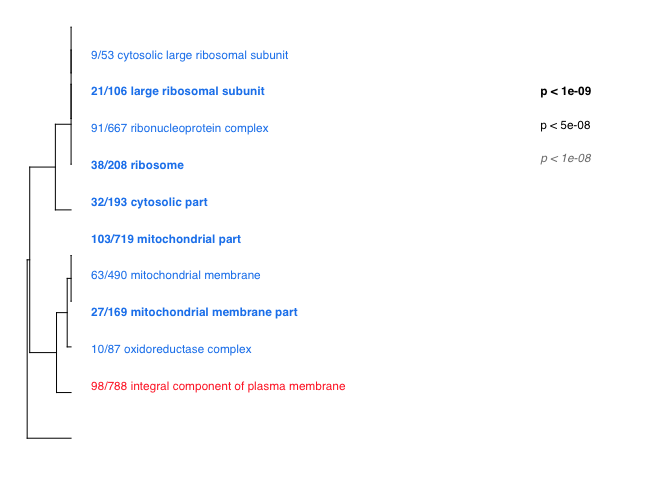 9/53 cytosolic large ribosomal subunit
21/106 large ribosomal subunit
p < 1e-09
91/667 ribonucleoprotein complex
p < 5e-08
38/208 ribosome
p < 1e-08
32/193 cytosolic part
103/719 mitochondrial part
63/490 mitochondrial membrane
27/169 mitochondrial membrane part
10/87 oxidoreductase complex
98/788 integral component of plasma membrane